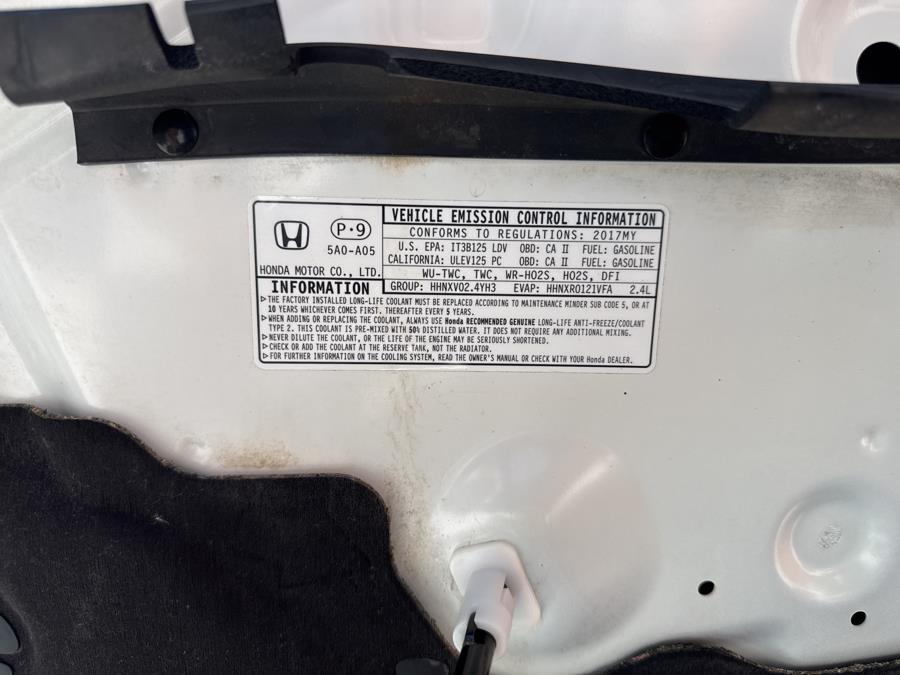 P·9
5A0-A05
HONDA MOTOR CO., LTD.
VEHICLE EMISSION CONTROL INFORMATION
CONFORMS TO REGULATIONS: 2017MY
U.S. EPA: IT3B125 LDV OBD: CA II FUEL: GASOLINE
CALIFORNIA: ULEV125 PC OBD: CA II FUEL: GASOLINE
WU-TWC, TWC, WR-HO2S, HO2S, DFI
GROUP: HHNXV02.4YH3 EVAP: HHNXR0121VFA 2.4L
INFORMATION
▷THE FACTORY INSTALLED LONG-LIFE COOLANT MUST BE REPLACED ACCORDING TO MAINTENANCE MINDER SUB CODE 5, OR AT
10 YEARS WHICHEVER COMES FIRST. THEREAFTER EVERY 5 YEARS.
▷WHEN ADDING OR REPLACING THE COOLANT, ALWAYS USE Honda RECOMMENDED GENUINE LONG-LIFE ANTI-FREEZE/COOLANT
TYPE 2. THIS COOLANT IS PRE-MIXED WITH 50% DISTILLED WATER. IT DOES NOT REQUIRE ANY ADDITIONAL MIXING.
▷NEVER DILUTE THE COOLANT, OR THE LIFE OF THE ENGINE MAY BE SERIOUSLY SHORTENED.
▷CHECK OR ADD THE COOLANT AT THE RESERVE TANK, NOT THE RADIATOR.
▷FOR FURTHER INFORMATION ON THE COOLING SYSTEM, READ THE OWNER'S MANUAL OR CHECK WITH YOUR Honda DEALER.